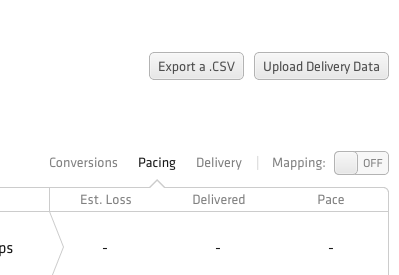 Export a .CSV Upload Delivery Data
Conversions Pacing Delivery Mapping: OFF
Est. Loss Delivered Pace
ps - - -